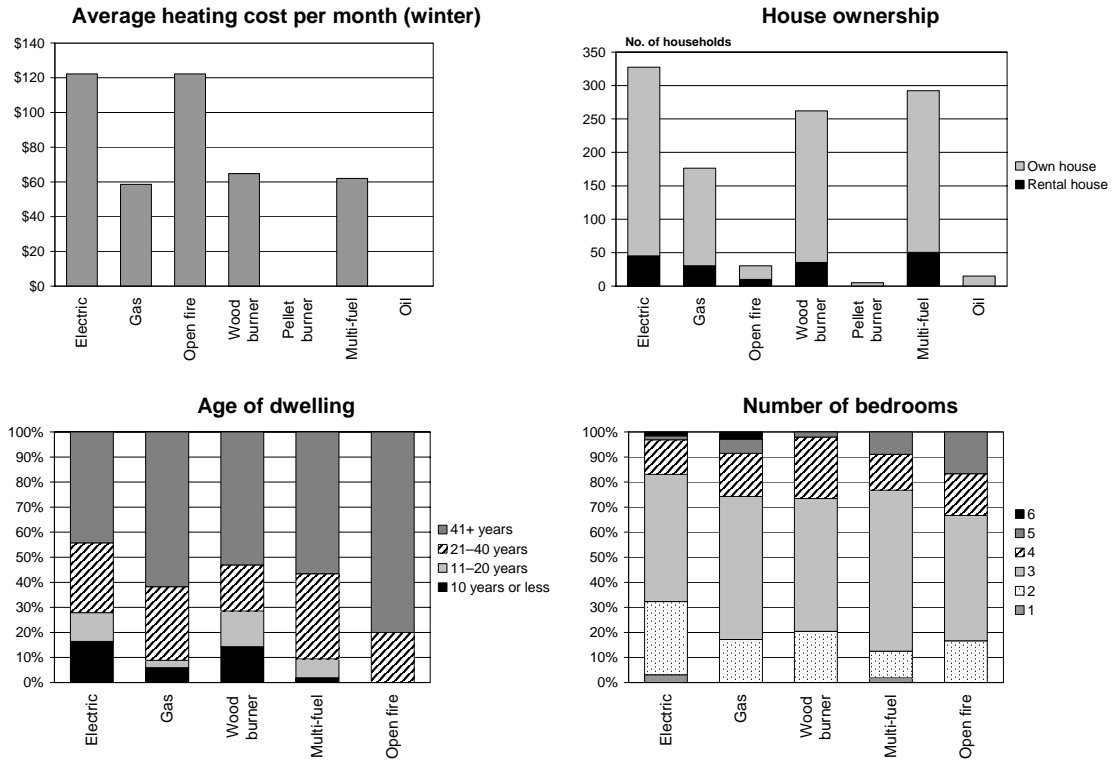 Average heating cost per month (winter)
$140
$120
$100
$80
$60
$40
$20
$0
Electric
Gas
Open fire
Wood
burner
Pellet
burner
Multi-fuel
Oil
House ownership
No. of households
350
300
250
200
150
100
50
0
Electric
Gas
Open fire
Wood
burner
Pellet
burner
Multi-fuel
Oil
Own house
Rental house
Age of dwelling
100%
90%
80%
70%
60%
50%
40%
30%
20%
10%
0%
Electric
Gas
Wood
burner
Multi-fuel
Open fire
41+ years
21–40 years
11–20 years
10 years or less
Number of bedrooms
100%
90%
80%
70%
60%
50%
40%
30%
20%
10%
0%
Electric
Gas
Wood
burner
Multi-fuel
Open fire
6
5
4
3
2
1